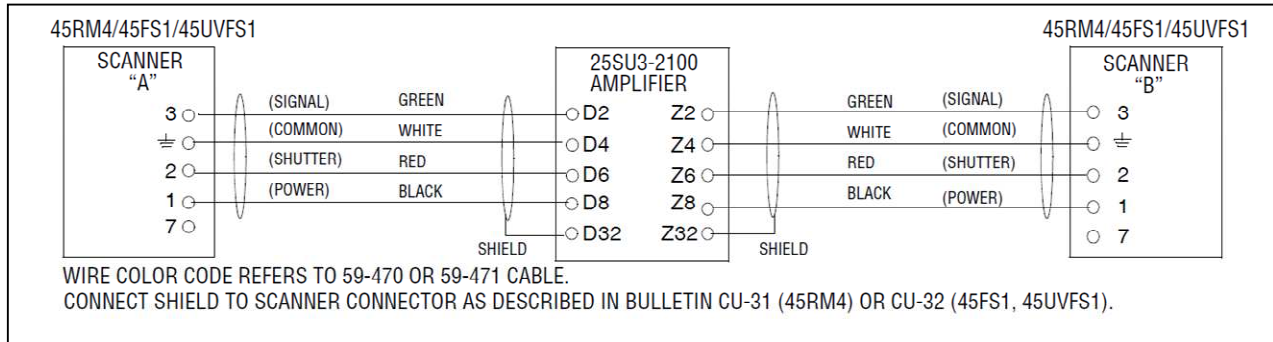 45RM4/45FS1/45UVFS1
SCANNER
"A"
3
2
1
7
(SIGNAL) GREEN
(COMMON) WHITE
(SHUTTER) RED
(POWER) BLACK
SHIELD
25SU3-2100
AMPLIFIER
D2 Z2
D4 Z4
D6 Z6
D8 Z8
D32 Z32
GREEN (SIGNAL)
WHITE (COMMON)
RED (SHUTTER)
BLACK (POWER)
SHIELD
45RM4/45FS1/45UVFS1
SCANNER
"B"
3
2
1
7
WIRE COLOR CODE REFERS TO 59-470 OR 59-471 CABLE.
CONNECT SHIELD TO SCANNER CONNECTOR AS DESCRIBED IN BULLETIN CU-31 (45RM4) OR CU-32 (45FS1, 45UVFS1).